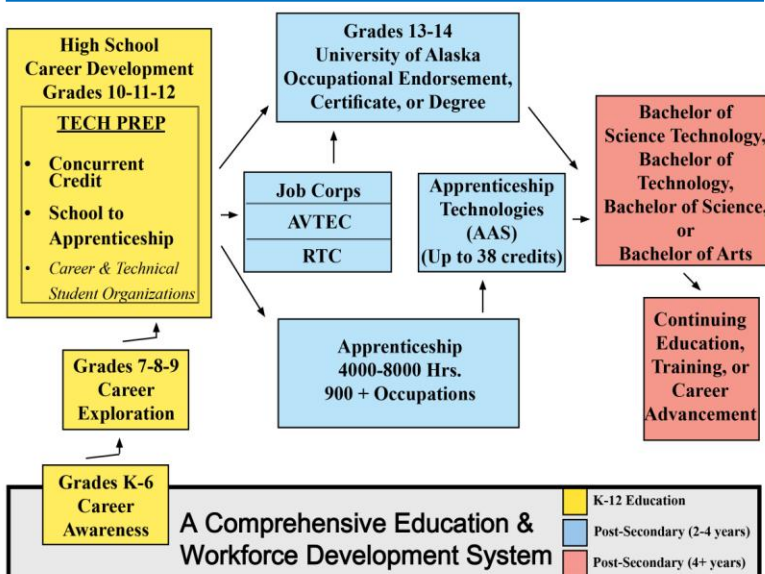 High School
Career Development
Grades 10-11-12
TECH PREP
• Concurrent
Credit
• School to
Apprenticeship
• Career & Technical
Student Organizations
Grades 7-8-9
Career
Exploration
Grades K-6
Career
Awareness
Grades 13-14
University of Alaska
Occupational Endorsement,
Certificate, or Degree
Job Corps
AVTEC
RTC
Apprenticeship
Technologies
(AAS)
(Up to 38 credits)
Apprenticeship
4000-8000 Hrs.
900 + Occupations
Bachelor of
Science Technology,
Bachelor of
Technology,
Bachelor of Science,
or
Bachelor of Arts
Continuing
Education,
Training, or
Career
Advancement
A Comprehensive Education &
Workforce Development System
K-12 Education
Post-Secondary (2-4 years)
Post-Secondary (4+ years)